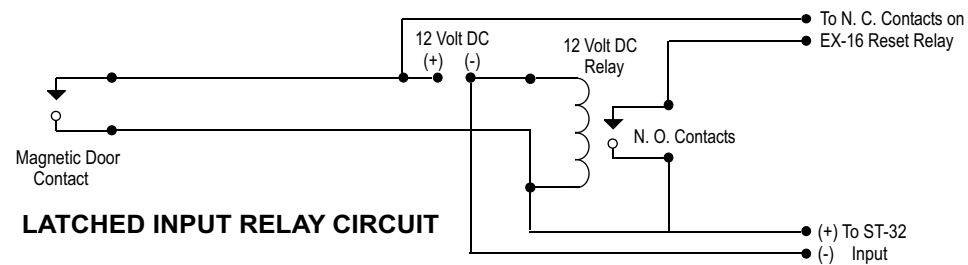 To N. C. Contacts on
EX-16 Reset Relay
12 Volt DC
(+) (-)
12 Volt DC
Relay
N. O. Contacts
Magnetic Door
Contact
LATCHED INPUT RELAY CIRCUIT
(+) To ST-32
(-) Input